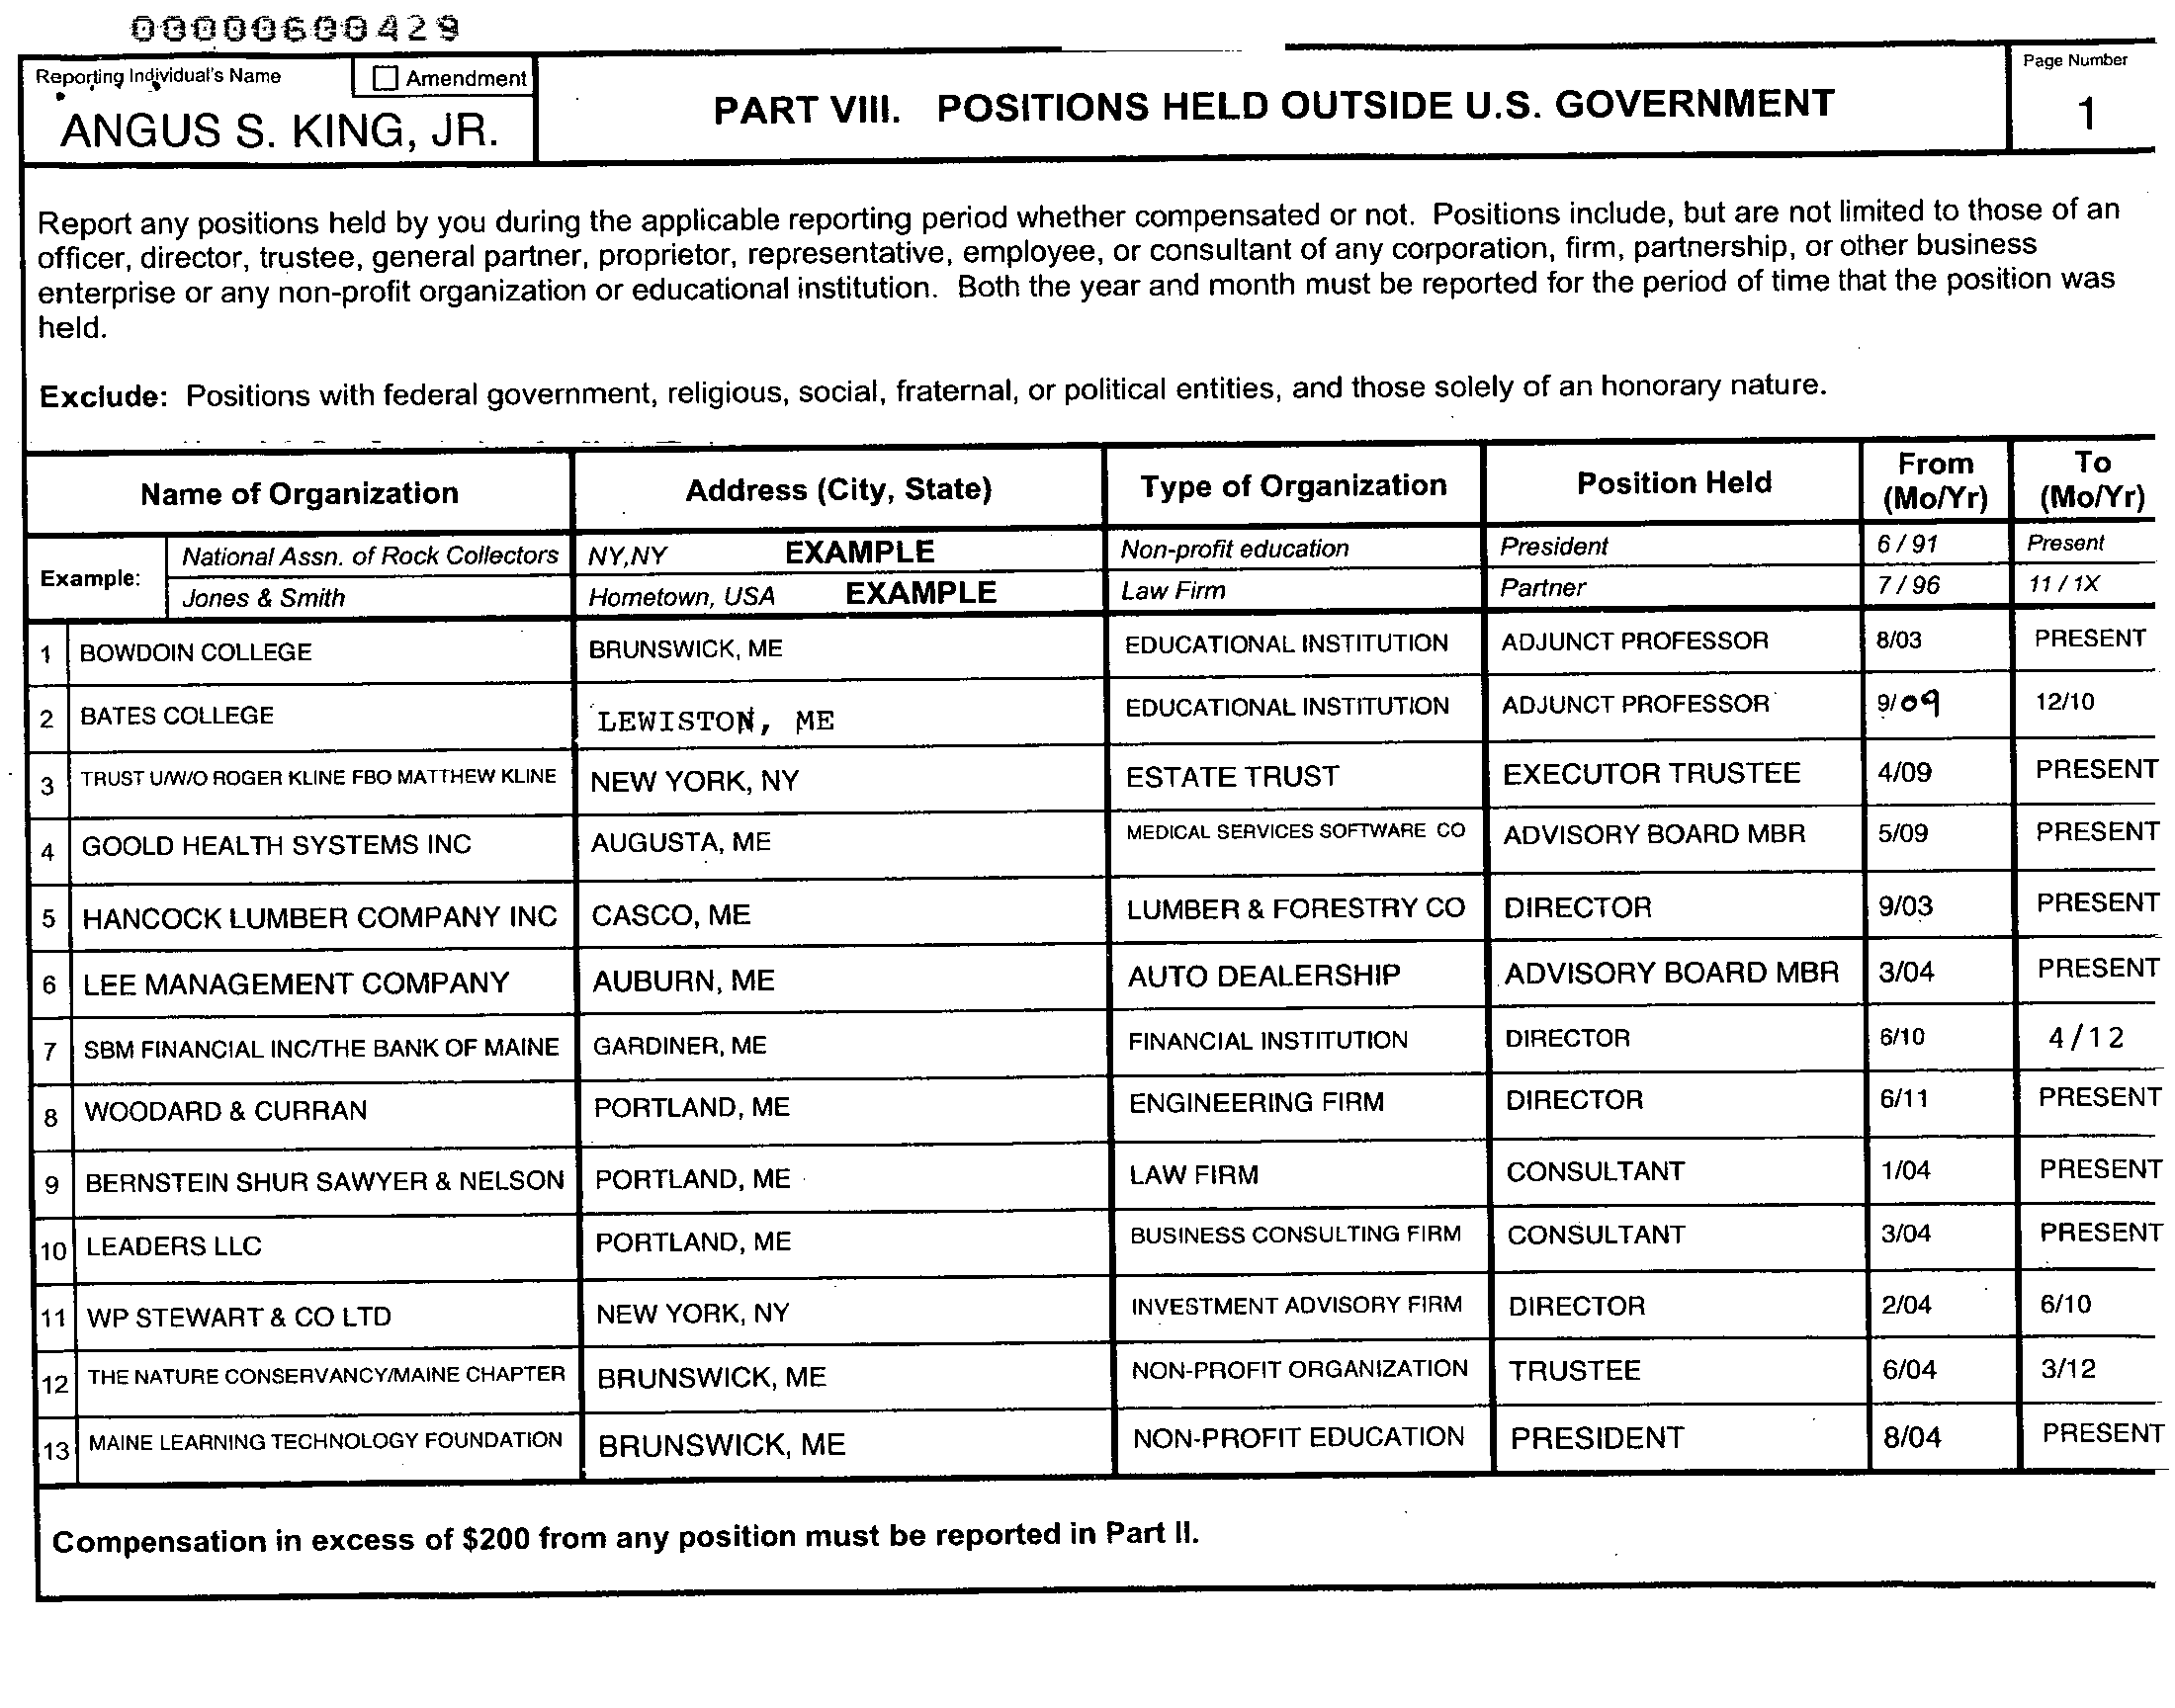 00000600429
Reporting Individual's Name
Amendment
ANGUS S. KING, JR.
PART VIII. POSITIONS HELD OUTSIDE U.S. GOVERNMENT
Page Number
1
Report any positions held by you during the applicable reporting period whether compensated or not. Positions include, but are not limited to those of an
officer, director, trustee, general partner, proprietor, representative, employee, or consultant of any corporation, firm, partnership, or other business
enterprise or any non-profit organization or educational institution. Both the year and month must be reported for the period of time that the position was
held.
Exclude: Positions with federal government, religious, social, fraternal, or political entities, and those solely of an honorary nature.
Name of Organization Address (City, State) Type of Organization Position Held From (Mo/Yr) To (Mo/Yr)
Example: National Assn. of Rock Collectors NY,NY EXAMPLE Non-profit education President 6 / 91 Present
Jones & Smith Hometown, USA EXAMPLE Law Firm Partner 7 / 96 11 / 1X
1 BOWDOIN COLLEGE BRUNSWICK, ME EDUCATIONAL INSTITUTION ADJUNCT PROFESSOR 8/03 PRESENT
2 BATES COLLEGE LEWISTON, ME EDUCATIONAL INSTITUTION ADJUNCT PROFESSOR 9/09 12/10
3 TRUST U/W/O ROGER KLINE FBO MATTHEW KLINE NEW YORK, NY ESTATE TRUST EXECUTOR TRUSTEE 4/09 PRESENT
4 GOOLD HEALTH SYSTEMS INC AUGUSTA, ME MEDICAL SERVICES SOFTWARE CO ADVISORY BOARD MBR 5/09 PRESENT
5 HANCOCK LUMBER COMPANY INC CASCO, ME LUMBER & FORESTRY CO DIRECTOR 9/03 PRESENT
6 LEE MANAGEMENT COMPANY AUBURN, ME AUTO DEALERSHIP ADVISORY BOARD MBR 3/04 PRESENT
7 SBM FINANCIAL INC/THE BANK OF MAINE GARDINER, ME FINANCIAL INSTITUTION DIRECTOR 6/10 4/12
8 WOODARD & CURRAN PORTLAND, ME ENGINEERING FIRM DIRECTOR 6/11 PRESENT
9 BERNSTEIN SHUR SAWYER & NELSON PORTLAND, ME LAW FIRM CONSULTANT 1/04 PRESENT
10 LEADERS LLC PORTLAND, ME BUSINESS CONSULTING FIRM CONSULTANT 3/04 PRESENT
11 WP STEWART & CO LTD NEW YORK, NY INVESTMENT ADVISORY FIRM DIRECTOR 2/04 6/10
12 THE NATURE CONSERVANCY/MAINE CHAPTER BRUNSWICK, ME NON-PROFIT ORGANIZATION TRUSTEE 6/04 3/12
13 MAINE LEARNING TECHNOLOGY FOUNDATION BRUNSWICK, ME NON-PROFIT EDUCATION PRESIDENT 8/04 PRESENT
Compensation in excess of $200 from any position must be reported in Part II.